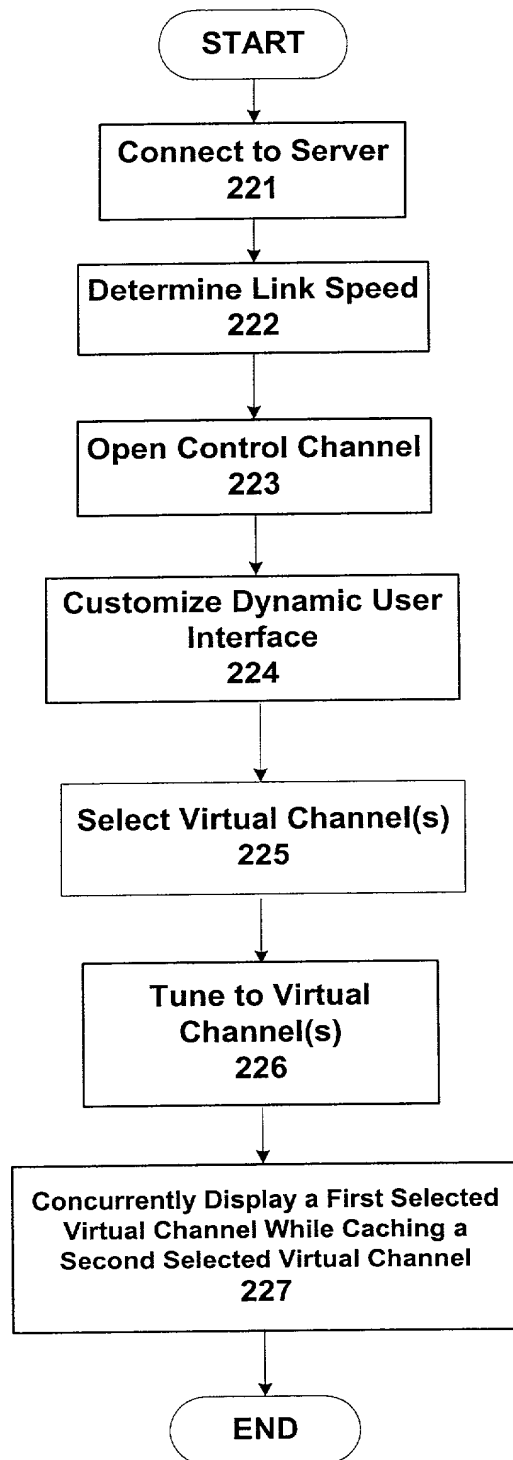 START
Connect to Server
221
Determine Link Speed
222
Open Control Channel
223
Customize Dynamic User
Interface
224
Select Virtual Channel(s)
225
Tune to Virtual
Channel(s)
226
Concurrently Display a First Selected
Virtual Channel While Caching a
Second Selected Virtual Channel
227
END